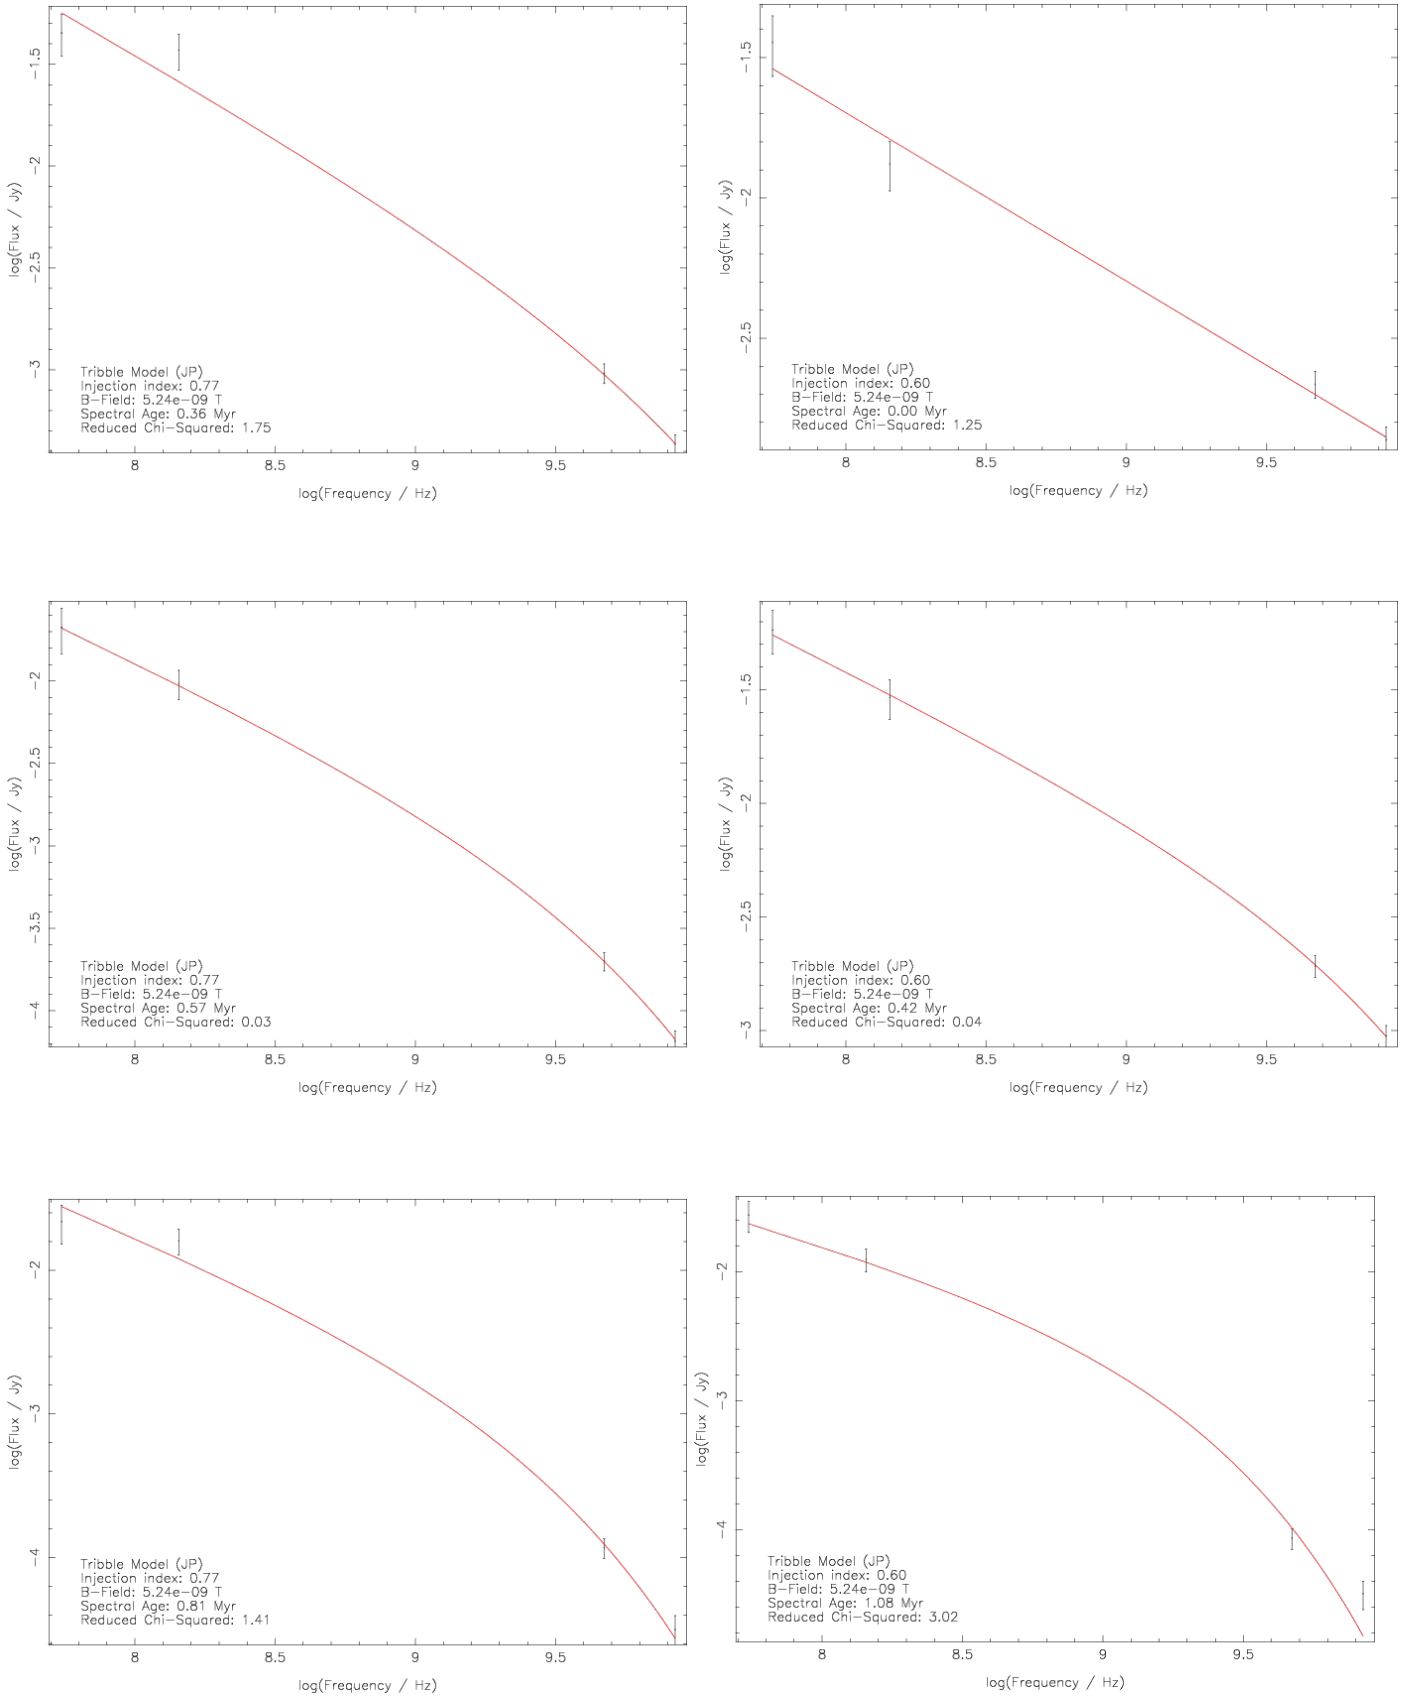 log(Flux / Jy)
-1.5
-2
-2.5
-3
Tribble Model (JP)
Injection index: 0.77
B-Field: 5.24e-09 T
Spectral Age: 0.36 Myr
Reduced Chi-Squared: 1.75
8
8.5
9
9.5
log(Frequency / Hz)
log(Flux / Jy)
-1.5
-2
-2.5
Tribble Model (JP)
Injection index: 0.60
B-Field: 5.24e-09 T
Spectral Age: 0.00 Myr
Reduced Chi-Squared: 1.25
8
8.5
9
9.5
log(Frequency / Hz)
log(Flux / Jy)
-2
-2.5
-3
-3.5
-4
Tribble Model (JP)
Injection index: 0.77
B-Field: 5.24e-09 T
Spectral Age: 0.57 Myr
Reduced Chi-Squared: 0.03
8
8.5
9
9.5
log(Frequency / Hz)
log(Flux / Jy)
-1.5
-2
-2.5
-3
Tribble Model (JP)
Injection index: 0.60
B-Field: 5.24e-09 T
Spectral Age: 0.42 Myr
Reduced Chi-Squared: 0.04
8
8.5
9
9.5
log(Frequency / Hz)
log(Flux / Jy)
-2
-3
-4
Tribble Model (JP)
Injection index: 0.77
B-Field: 5.24e-09 T
Spectral Age: 0.81 Myr
Reduced Chi-Squared: 1.41
8
8.5
9
9.5
log(Frequency / Hz)
log(Flux / Jy)
-2
-3
-4
Tribble Model (JP)
Injection index: 0.60
B-Field: 5.24e-09 T
Spectral Age: 1.08 Myr
Reduced Chi-Squared: 3.02
8
8.5
9
9.5
log(Frequency / Hz)